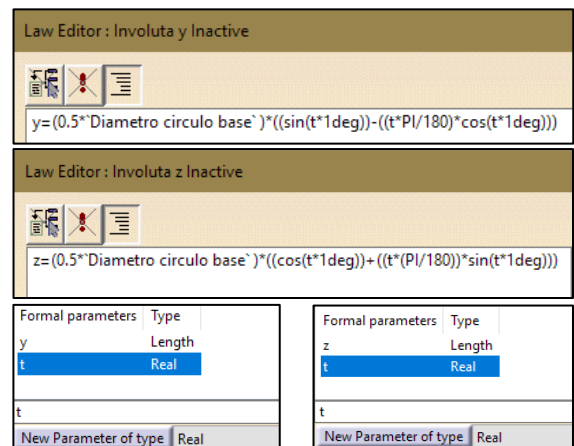 Law Editor : Involuta y Inactive
y=(0.5*`Diametro circulo base` )*((sin(t*1deg))-((t*PI/180)*cos(t*1deg)))
Law Editor : Involuta z Inactive
z=(0.5*`Diametro circulo base` )*((cos(t*1deg))+((t*(PI/180))*sin(t*1deg)))
Formal parameters Type
y Length
t Real
t
New Parameter of type Real
Formal parameters Type
z Length
t Real
t
New Parameter of type Real